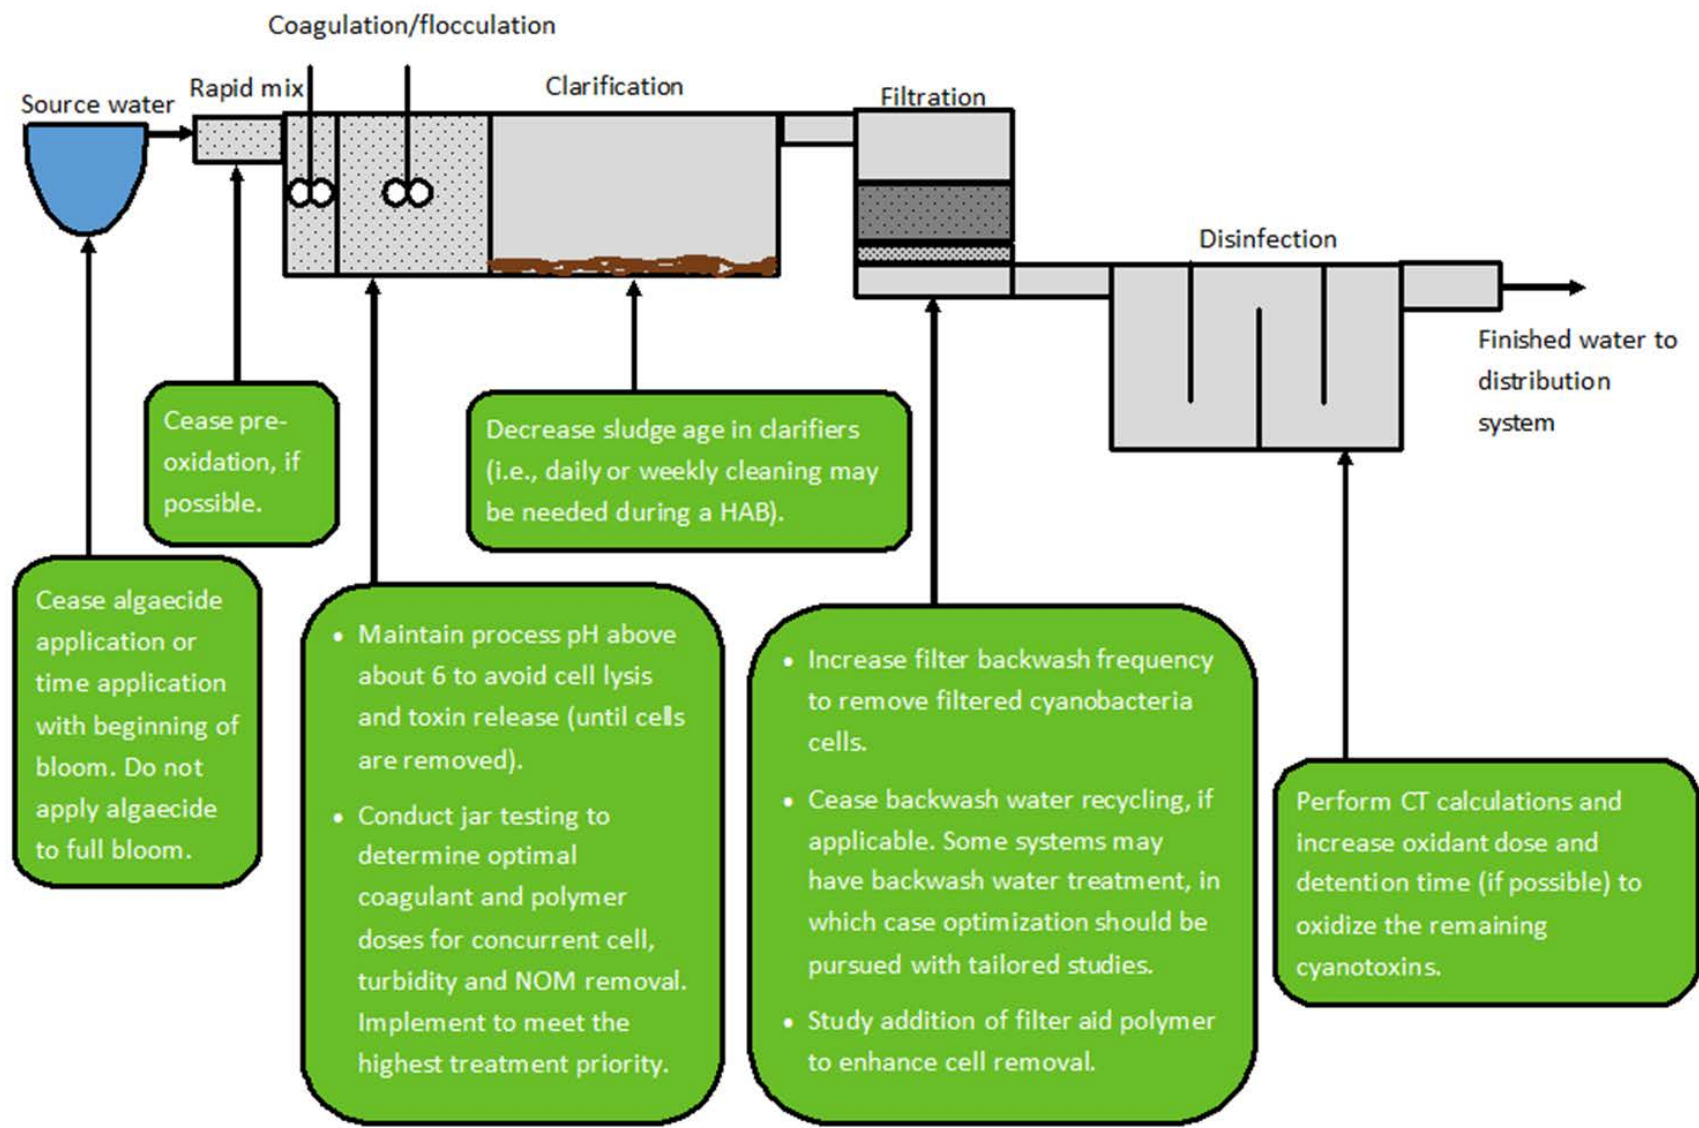 Coagulation/flocculation
Source water
Rapid mix
Clarification
Filtration
Disinfection
Finished water to
distribution
system
Cease algaecide
application or
time application
with beginning of
bloom. Do not
apply algaecide
to full bloom.
Cease pre-
oxidation, if
possible.
• Maintain process pH above
about 6 to avoid cell lysis
and toxin release (until cells
are removed).
• Conduct jar testing to
determine optimal
coagulant and polymer
doses for concurrent cell,
turbidity and NOM removal.
Implement to meet the
highest treatment priority.
Decrease sludge age in clarifiers
(i.e., daily or weekly cleaning may
be needed during a HAB).
• Increase filter backwash frequency
to remove filtered cyanobacteria
cells.
• Cease backwash water recycling, if
applicable. Some systems may
have backwash water treatment, in
which case optimization should be
pursued with tailored studies.
• Study addition of filter aid polymer
to enhance cell removal.
Perform CT calculations and
increase oxidant dose and
detention time (if possible) to
oxidize the remaining
cyanotoxins.